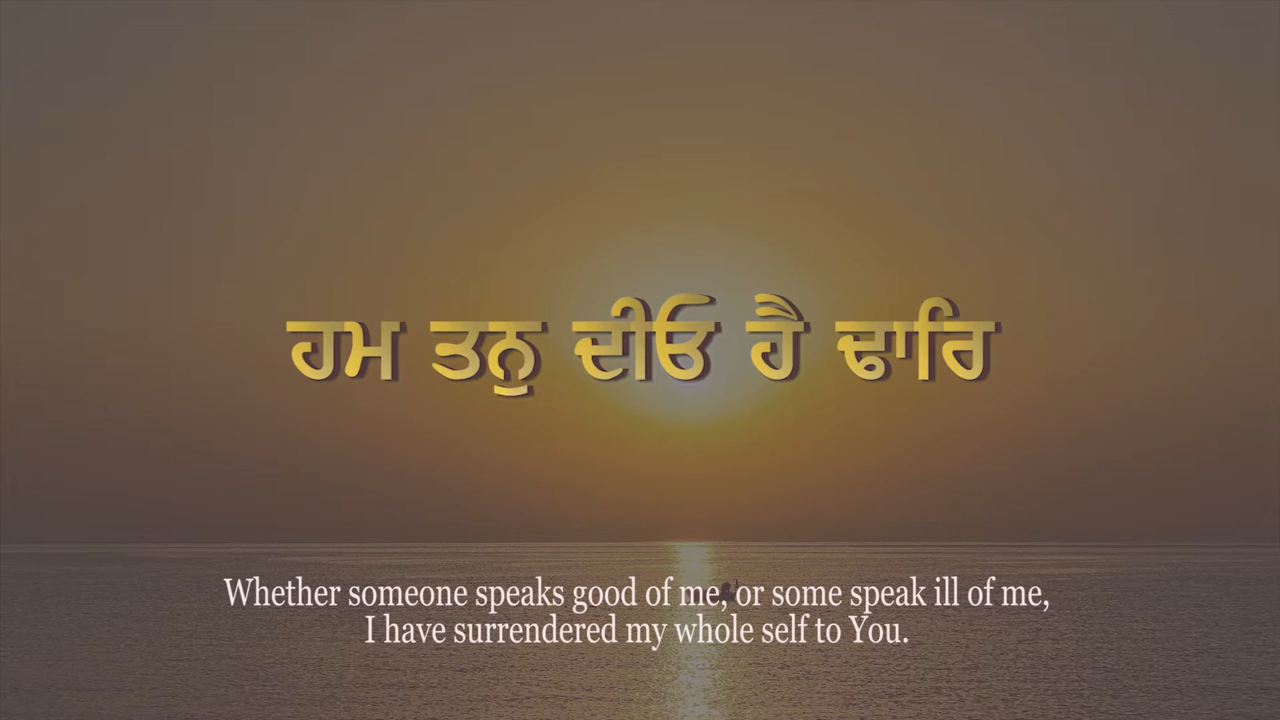 ਹਮ ਤਨੁ ਦੀਓ ਹੈ ਢਾਰਿ
Whether someone speaks good of me, or some speak ill of me,
I have surrendered my whole self to You.